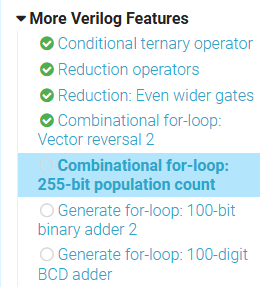 More Verilog Features
Conditional ternary operator
Reduction operators
Reduction: Even wider gates
Combinational for-loop:
Vector reversal 2
Combinational for-loop:
255-bit population count
Generate for-loop: 100-bit
binary adder 2
Generate for-loop: 100-digit
BCD adder